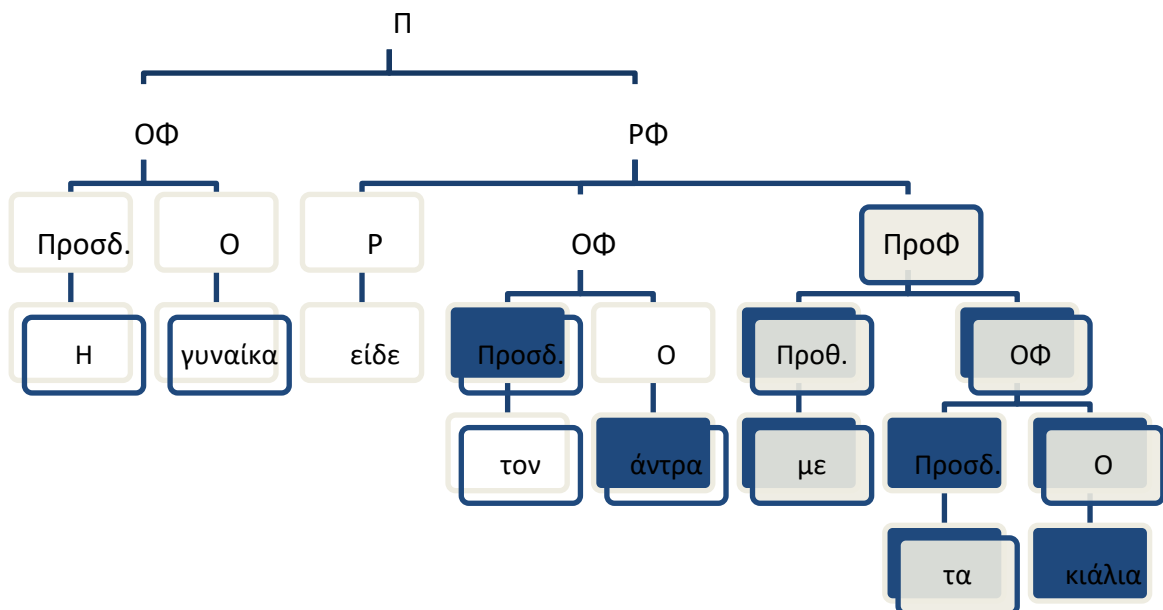 Π
ΟΦ ΡΦ
Προσδ. Ο Ρ ΟΦ ΠροΦ
Η γυναίκα είδε Προσδ. Ο Προθ. ΟΦ
τον άντρα με Προσδ. Ο
τα κιάλια